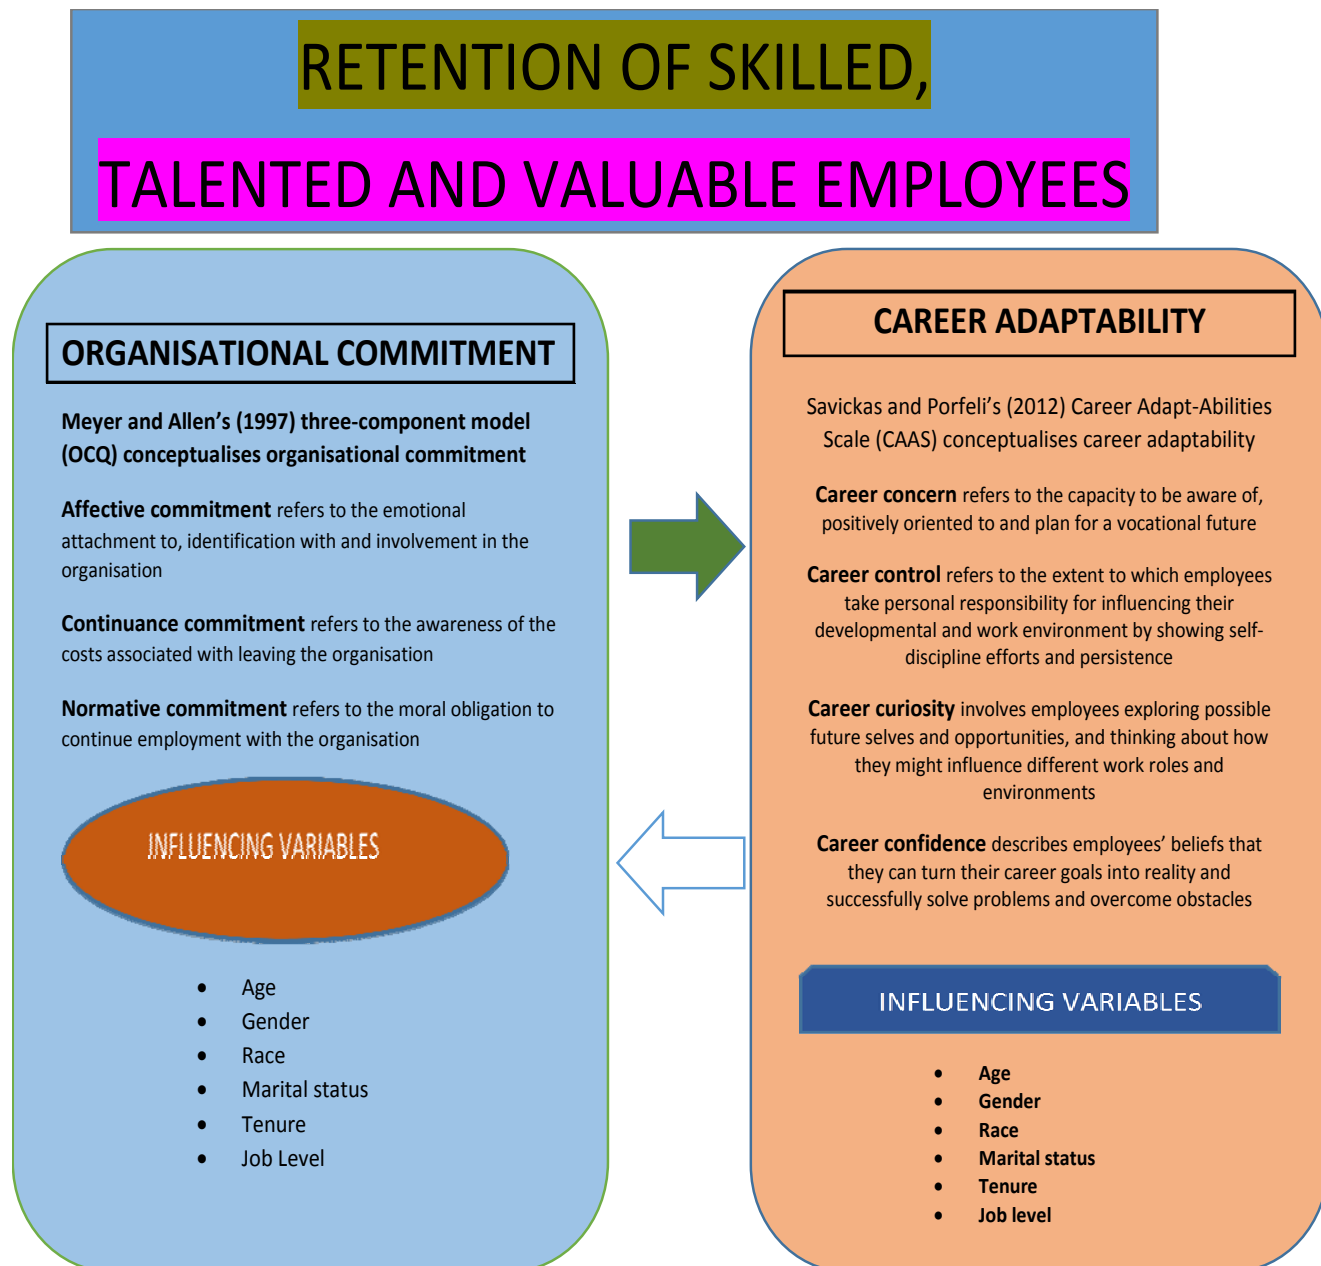 RETENTION OF SKILLED,
TALENTED AND VALUABLE EMPLOYEES
ORGANISATIONAL COMMITMENT
Meyer and Allen’s (1997) three-component model
(OCQ) conceptualises organisational commitment
Affective commitment refers to the emotional
attachment to, identification with and involvement in the
organisation
Continuance commitment refers to the awareness of the
costs associated with leaving the organisation
Normative commitment refers to the moral obligation to
continue employment with the organisation
INFLUENCING VARIABLES
• Age
• Gender
• Race
• Marital status
• Tenure
• Job Level
CAREER ADAPTABILITY
Savickas and Porfeli’s (2012) Career Adapt-Abilities
Scale (CAAS) conceptualises career adaptability
Career concern refers to the capacity to be aware of,
positively oriented to and plan for a vocational future
Career control refers to the extent to which employees
take personal responsibility for influencing their
developmental and work environment by showing self-
discipline efforts and persistence
Career curiosity involves employees exploring possible
future selves and opportunities, and thinking about how
they might influence different work roles and
environments
Career confidence describes employees’ beliefs that
they can turn their career goals into reality and
successfully solve problems and overcome obstacles
INFLUENCING VARIABLES
• Age
• Gender
• Race
• Marital status
• Tenure
• Job level